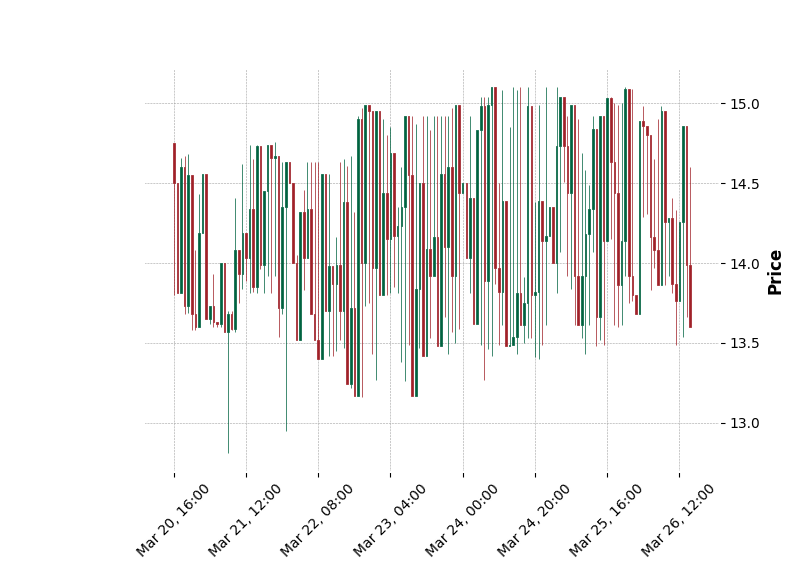 15.0
14.5
14.0
13.5
13.0
Price
Mar 20, 16:00
Mar 21, 12:00
Mar 22, 08:00
Mar 23, 04:00
Mar 24, 00:00
Mar 24, 20:00
Mar 25, 16:00
Mar 26, 12:00